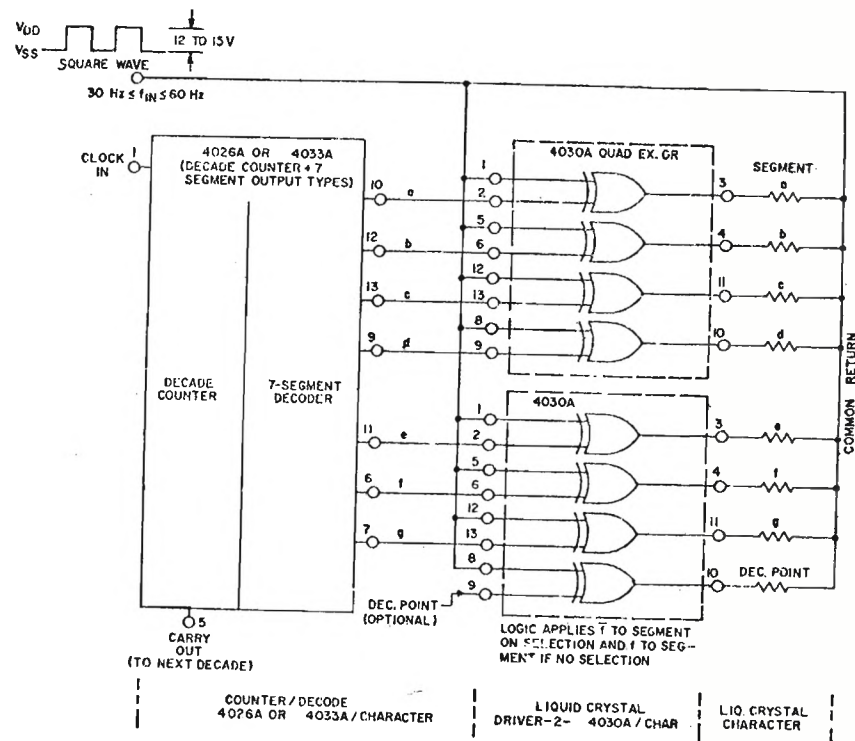 VDD
VSS
12 TO 15V
SQUARE WAVE
30 Hz ≤ fIN ≤ 60 Hz
CLOCK IN
1
4026A OR 4033A
(DECADE COUNTER + 7
SEGMENT OUTPUT TYPES)
DECADE
COUNTER
7-SEGMENT
DECODER
10 a
12 b
13 c
9 d
11 e
6 f
7 g
5
CARRY
OUT
(TO NEXT DECADE)
4030A QUAD EX. GR
1
2
5
6
12
13
8
9
3
4
11
10
4030A
1
2
5
6
12
13
8
9
3
4
11
10
DEC. POINT
(OPTIONAL)
SEGMENT
a
b
c
d
e
f
g
DEC. POINT
COMMON RETURN
LOGIC APPLIES f TO SEGMENT
ON SELECTION AND f TO SEG-
MENT IF NO SELECTION
COUNTER/DECODE
4026A OR 4033A/CHARACTER
LIQUID CRYSTAL
DRIVER-2- 4030A/CHAR
LIQ. CRYSTAL
CHARACTER